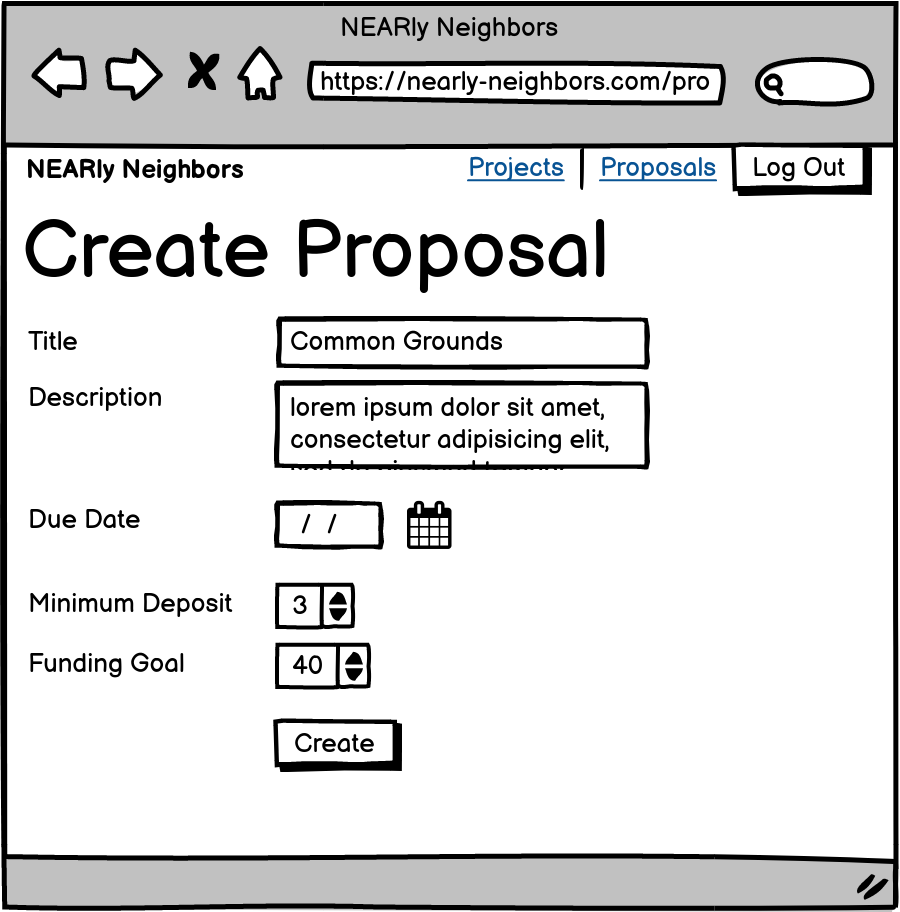 NEARly Neighbors
https://nearly-neighbors.com/pro
NEARly Neighbors
Projects
Proposals
Log Out
Create Proposal
Title
Common Grounds
Description
lorem ipsum dolor sit amet,
consectetur adipisicing elit,
Due Date
/ /
Minimum Deposit
3
Funding Goal
40
Create